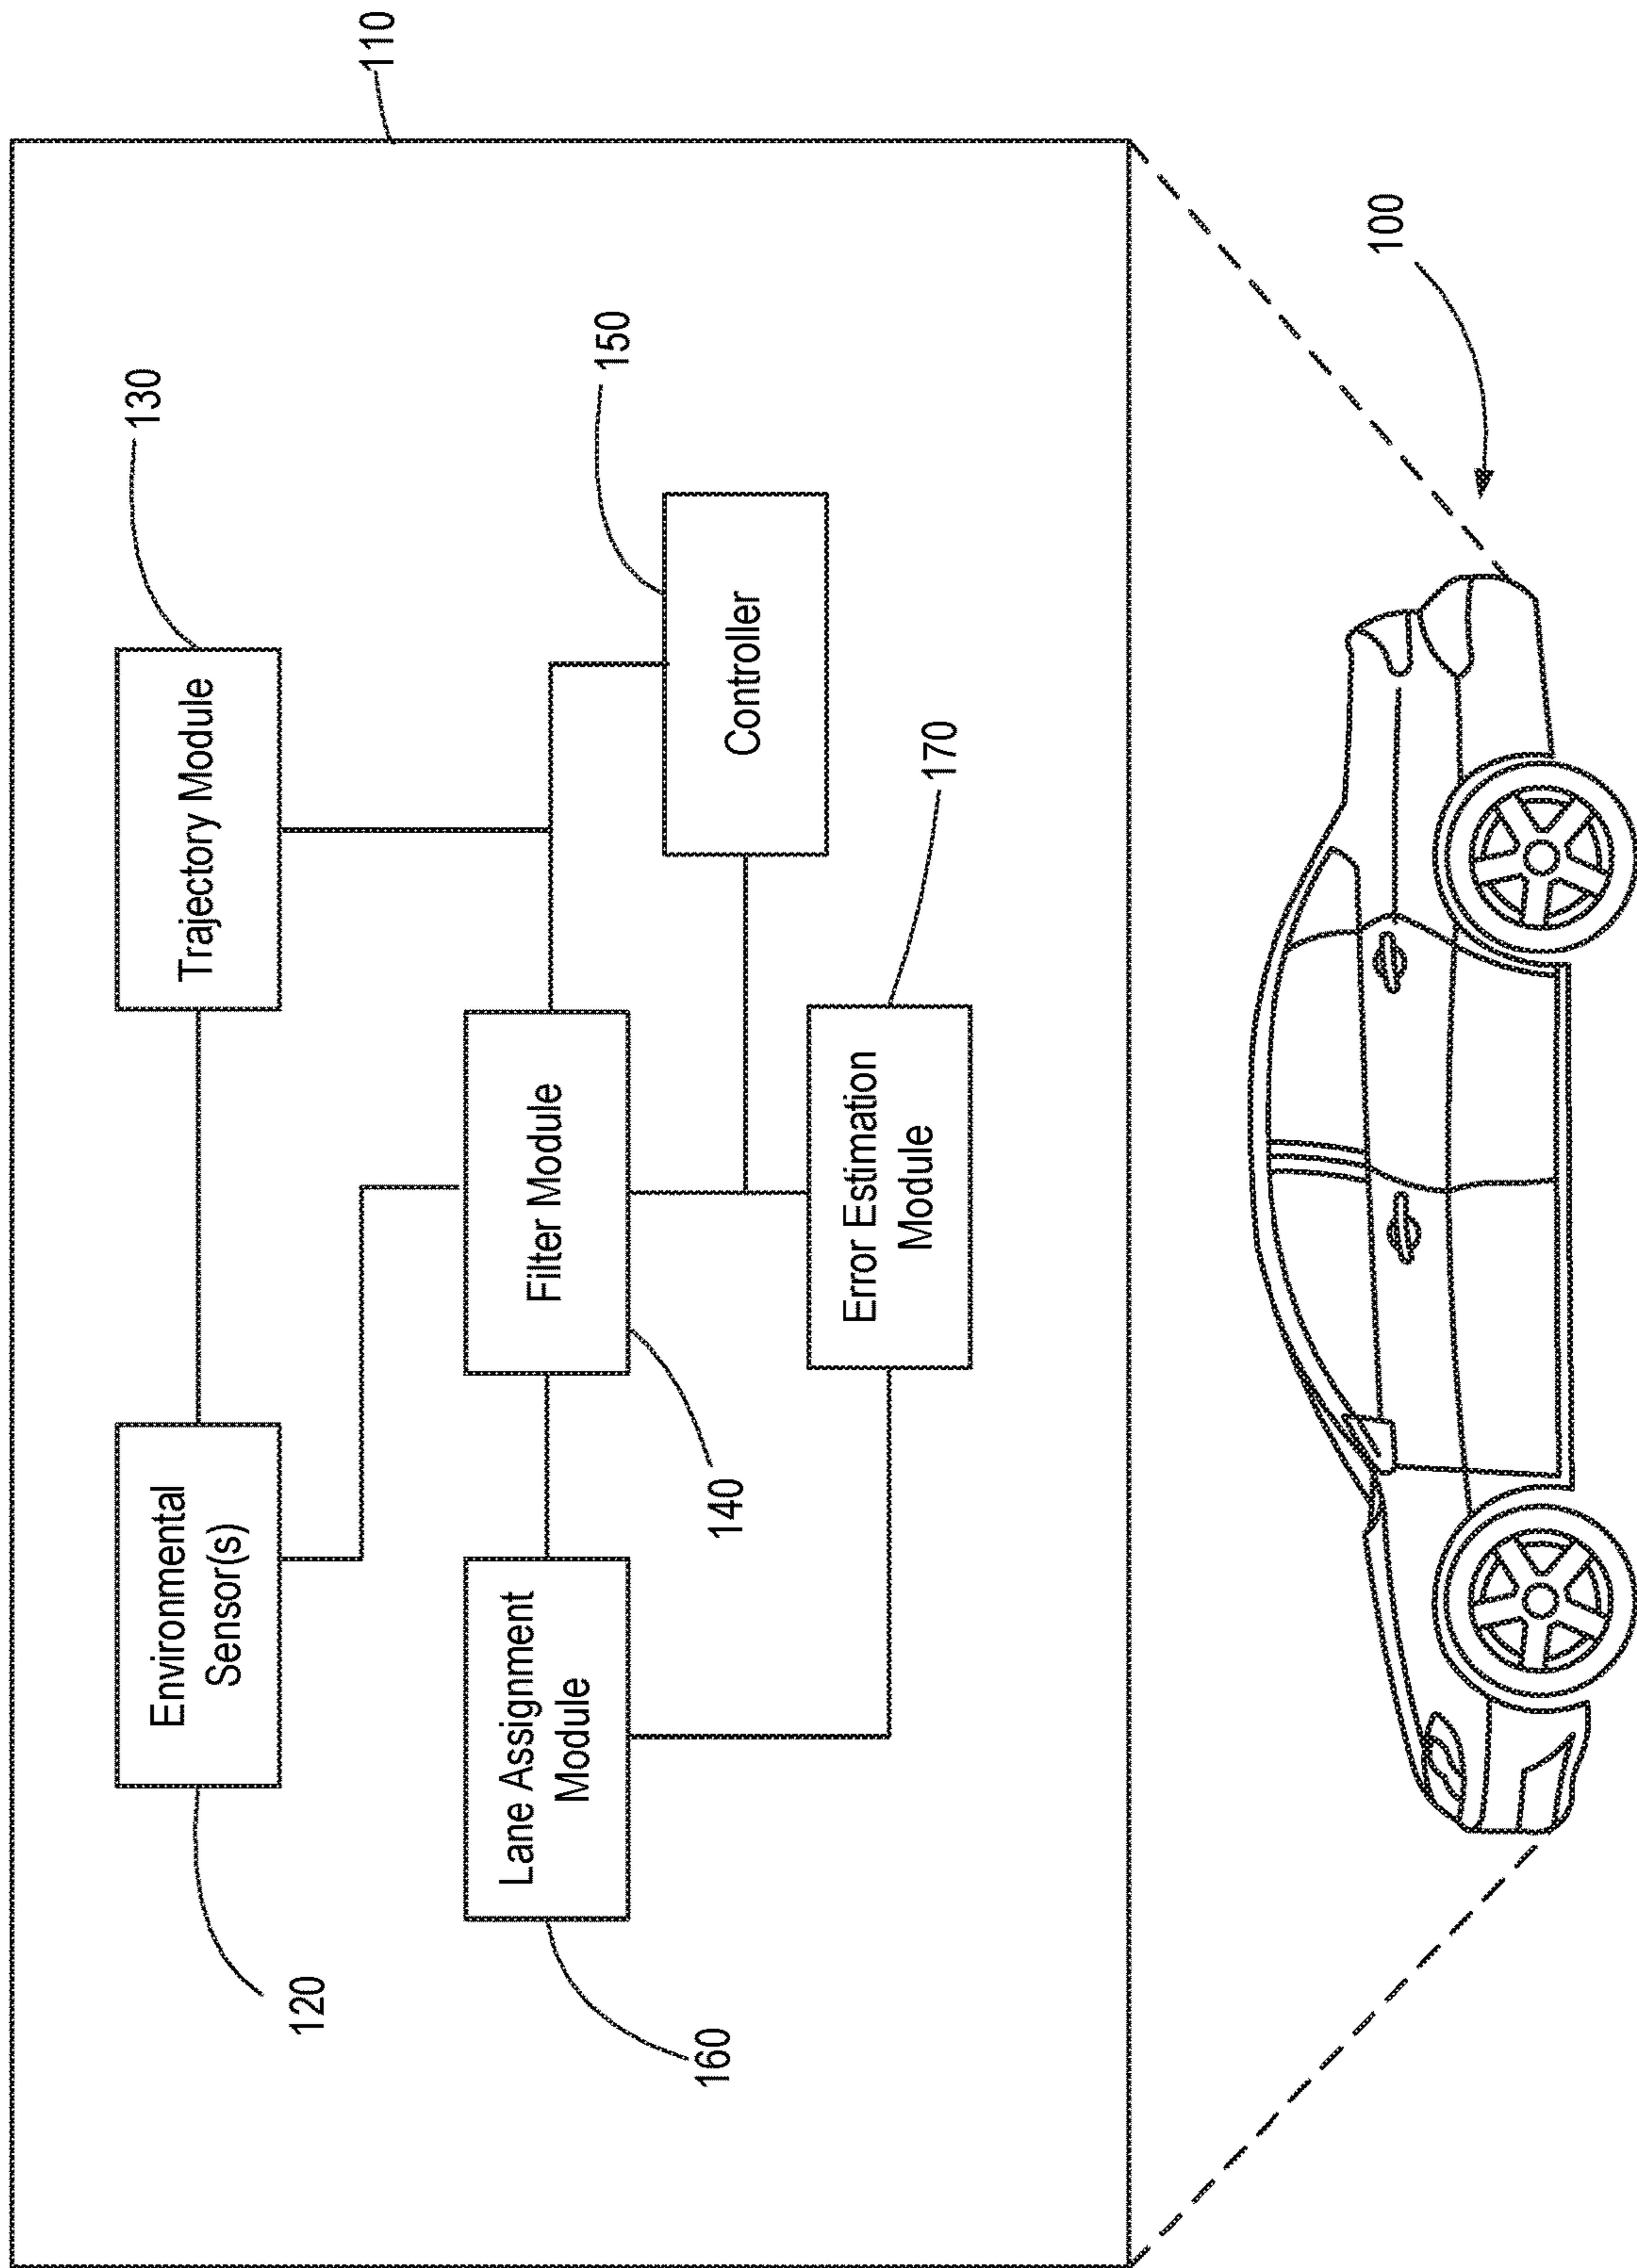 110
130
Trajectory Module
Environmental
Sensor(s)
120
150
Controller
Filter Module
140
Lane Assignment
Module
160
170
Error Estimation
Module
100